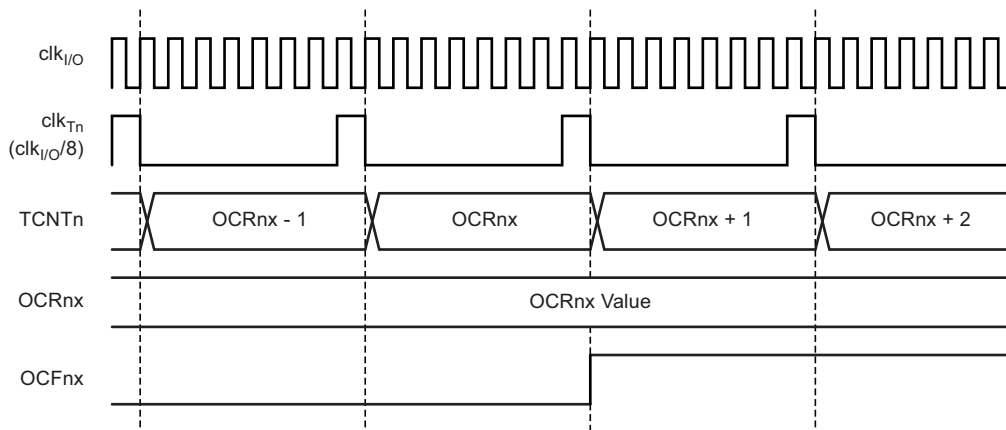 clkI/O
clkTn
(clkI/O/8)
TCNTn OCRnx - 1 OCRnx OCRnx + 1 OCRnx + 2
OCRnx OCRnx Value
OCFnx